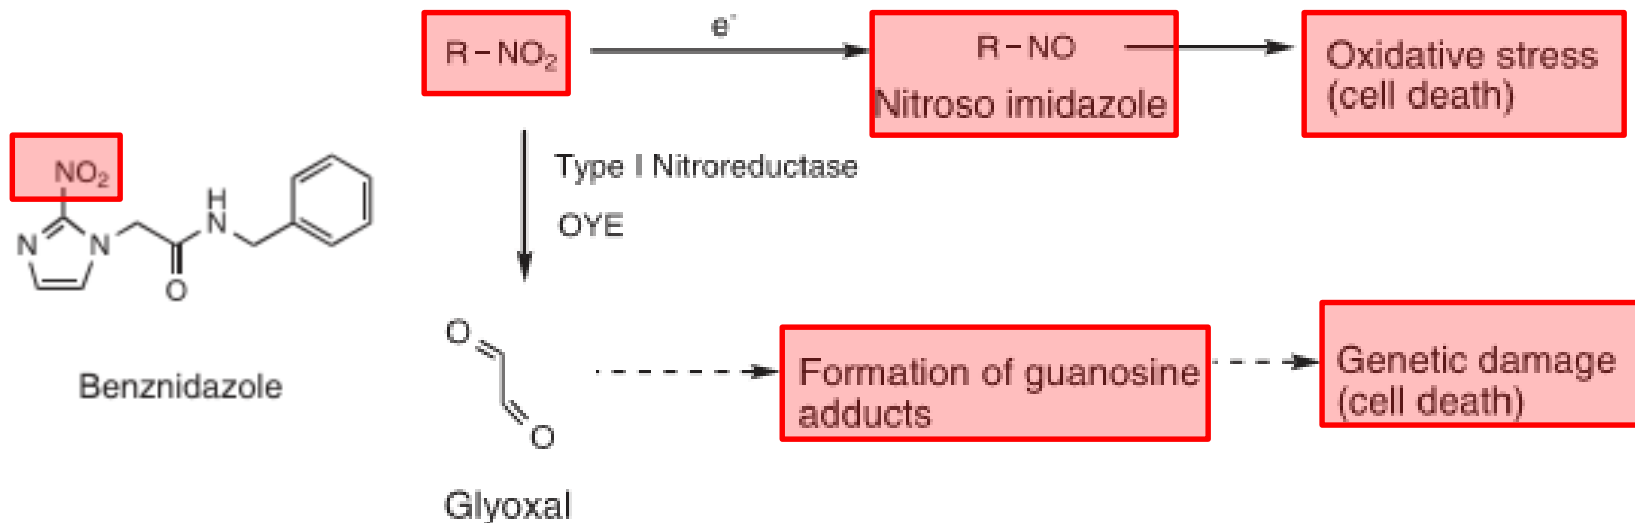 R−NO₂
e⁻
R−NO
Nitroso imidazole
Oxidative stress
(cell death)
NO₂
N
N
H
N
O
Benznidazole
Type I Nitroreductase
OYE
O
O
Glyoxal
Formation of guanosine
adducts
Genetic damage
(cell death)